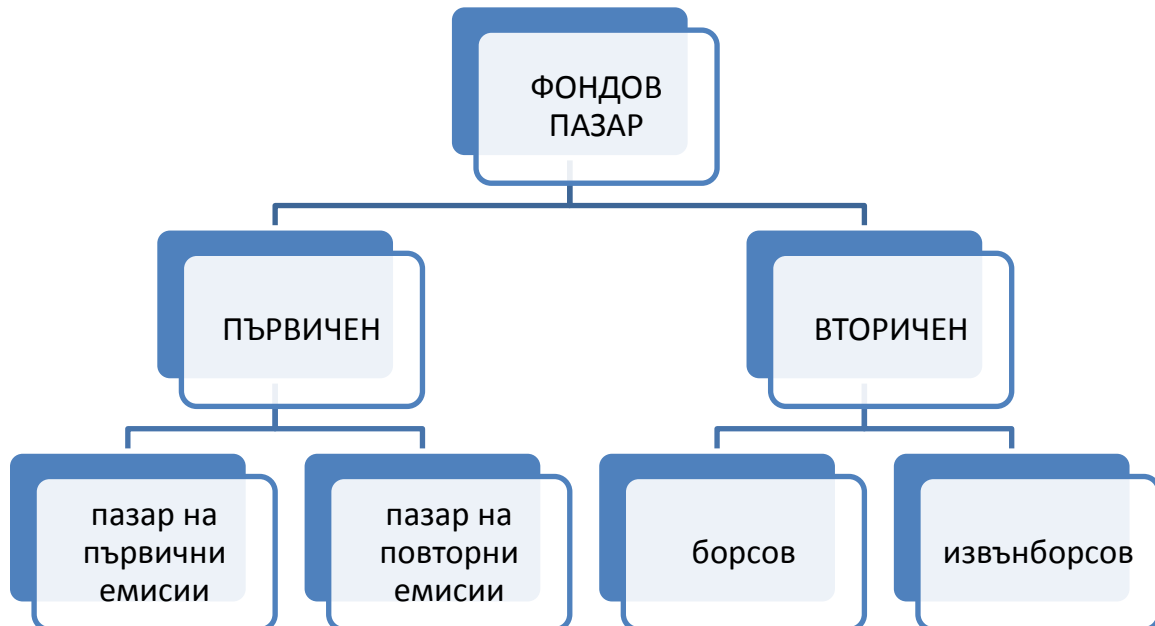 ФОНДОВ
ПАЗАР
ПЪРВИЧЕН
ВТОРИЧЕН
пазар на
първични
емисии
пазар на
повторни
емисии
борсов
извънборсов